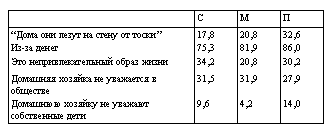 С М П
“Дома они лезут на стену от тоски” 17,8 20,8 32,6
Из-за денег 75,3 81,9 86,0
Это непривлекательный образ жизни 34,2 20,8 30,2
Домашняя хозяйка не уважается в 31,5 31,9 27,9
обществе
Домашнюю хозяйку не уважают 9,6 4,2 14,0
собственные дети